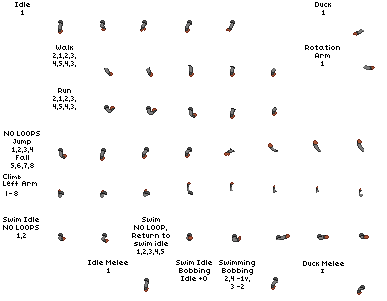 Idle
1
Duck
1
Walk
2,1,2,3,
4,5,4,3,
Rotation
Arm
1
Run
2,1,2,3,
4,5,4,3,
NO LOOPS
Jump
1,2,3,4
Fall
5,6,7,8
Climb
Left Arm
1-8
Swim Idle
NO LOOPS
1,2
Swim
NO LOOP,
Return to
swim idle
1,2,3,4,5
Swim Idle
Bobbing
Idle +0
Swimming
Bobbing
2,4 -1v,
3 -2
Idle Melee
1
Duck Melee
1